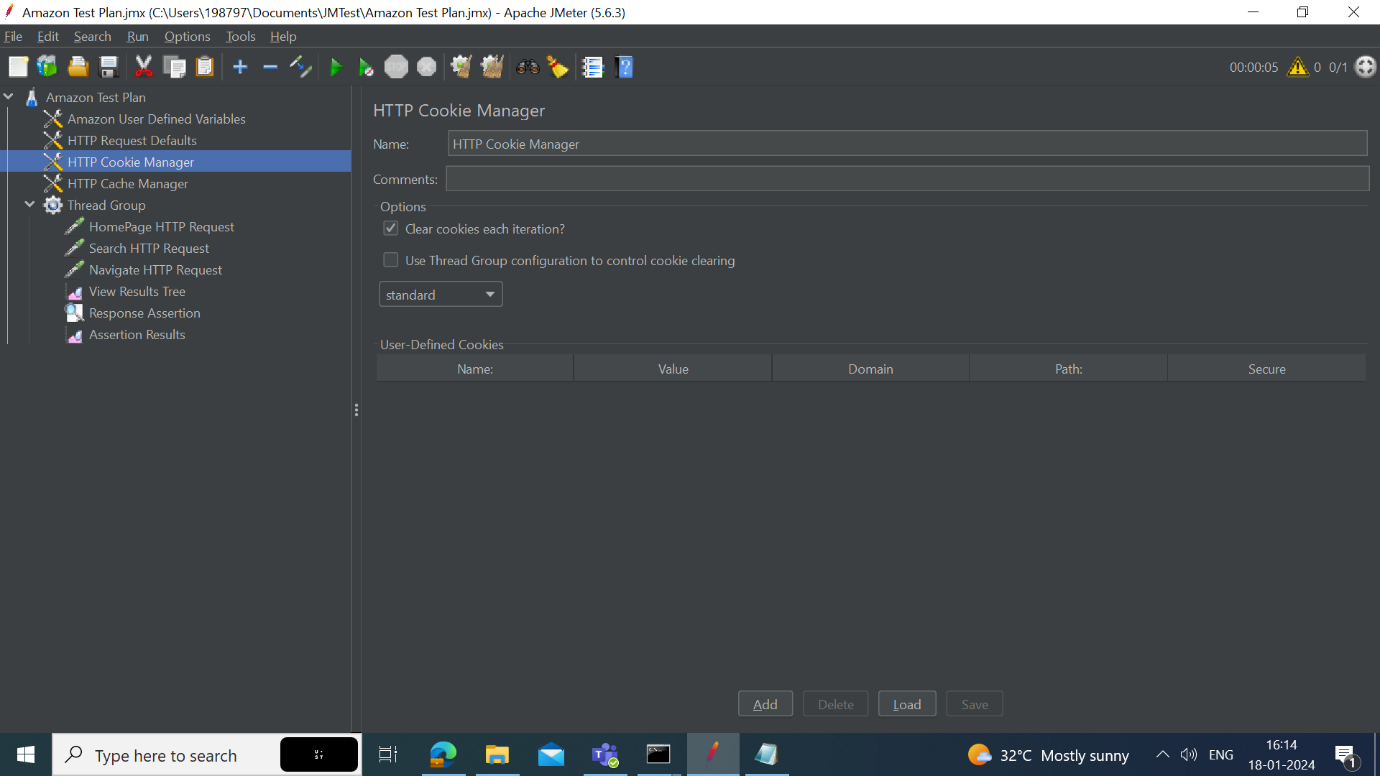 Amazon Test Plan.jmx (C:\Users\198797\Documents\JMTest\Amazon Test Plan.jmx) - Apache JMeter (5.6.3)
File Edit Search Run Options Tools Help
00:00:05 0 0/1
Amazon Test Plan
Amazon User Defined Variables
HTTP Request Defaults
HTTP Cookie Manager
HTTP Cache Manager
Thread Group
HomePage HTTP Request
Search HTTP Request
Navigate HTTP Request
View Results Tree
Response Assertion
Assertion Results
HTTP Cookie Manager
Name: HTTP Cookie Manager
Comments:
Options
Clear cookies each iteration?
Use Thread Group configuration to control cookie clearing
standard
User-Defined Cookies
Name: Value Domain Path: Secure
Add Delete Load Save
Type here to search
32°C Mostly sunny
ENG
16:14
18-01-2024
1